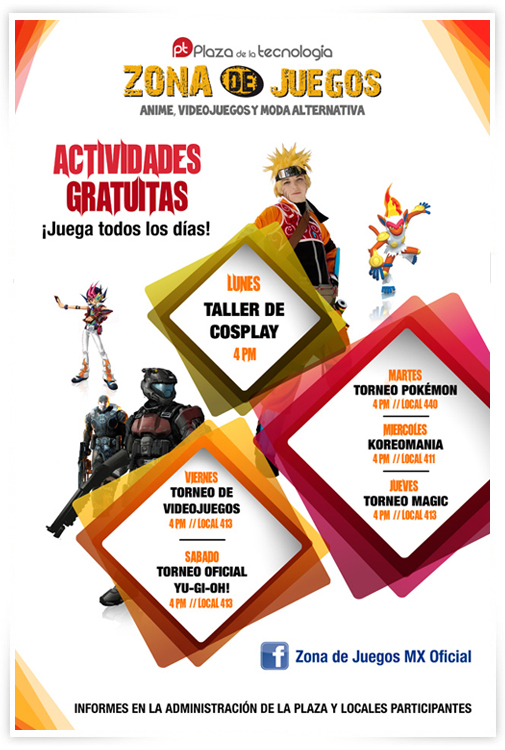 pt Plaza de la tecnología
ZONA DE JUEGOS
ANIME, VIDEOJUEGOS Y MODA ALTERNATIVA
ACTIVIDADES
GRATUITAS
¡Juega todos los días!
LUNES
TALLER DE
COSPLAY
4 PM
MARTES
TORNEO POKÉMON
4 PM // LOCAL 440
MIERCOLES
KOREOMANIA
4 PM // LOCAL 411
JUEVES
TORNEO MAGIC
4 PM // LOCAL 413
VIERNES
TORNEO DE
VIDEOJUEGOS
4 PM // LOCAL 413
SABADO
TORNEO OFICIAL
YU-GI-OH!
4 PM // LOCAL 413
f Zona de Juegos MX Oficial
INFORMES EN LA ADMINISTRACIÓN DE LA PLAZA Y LOCALES PARTICIPANTES